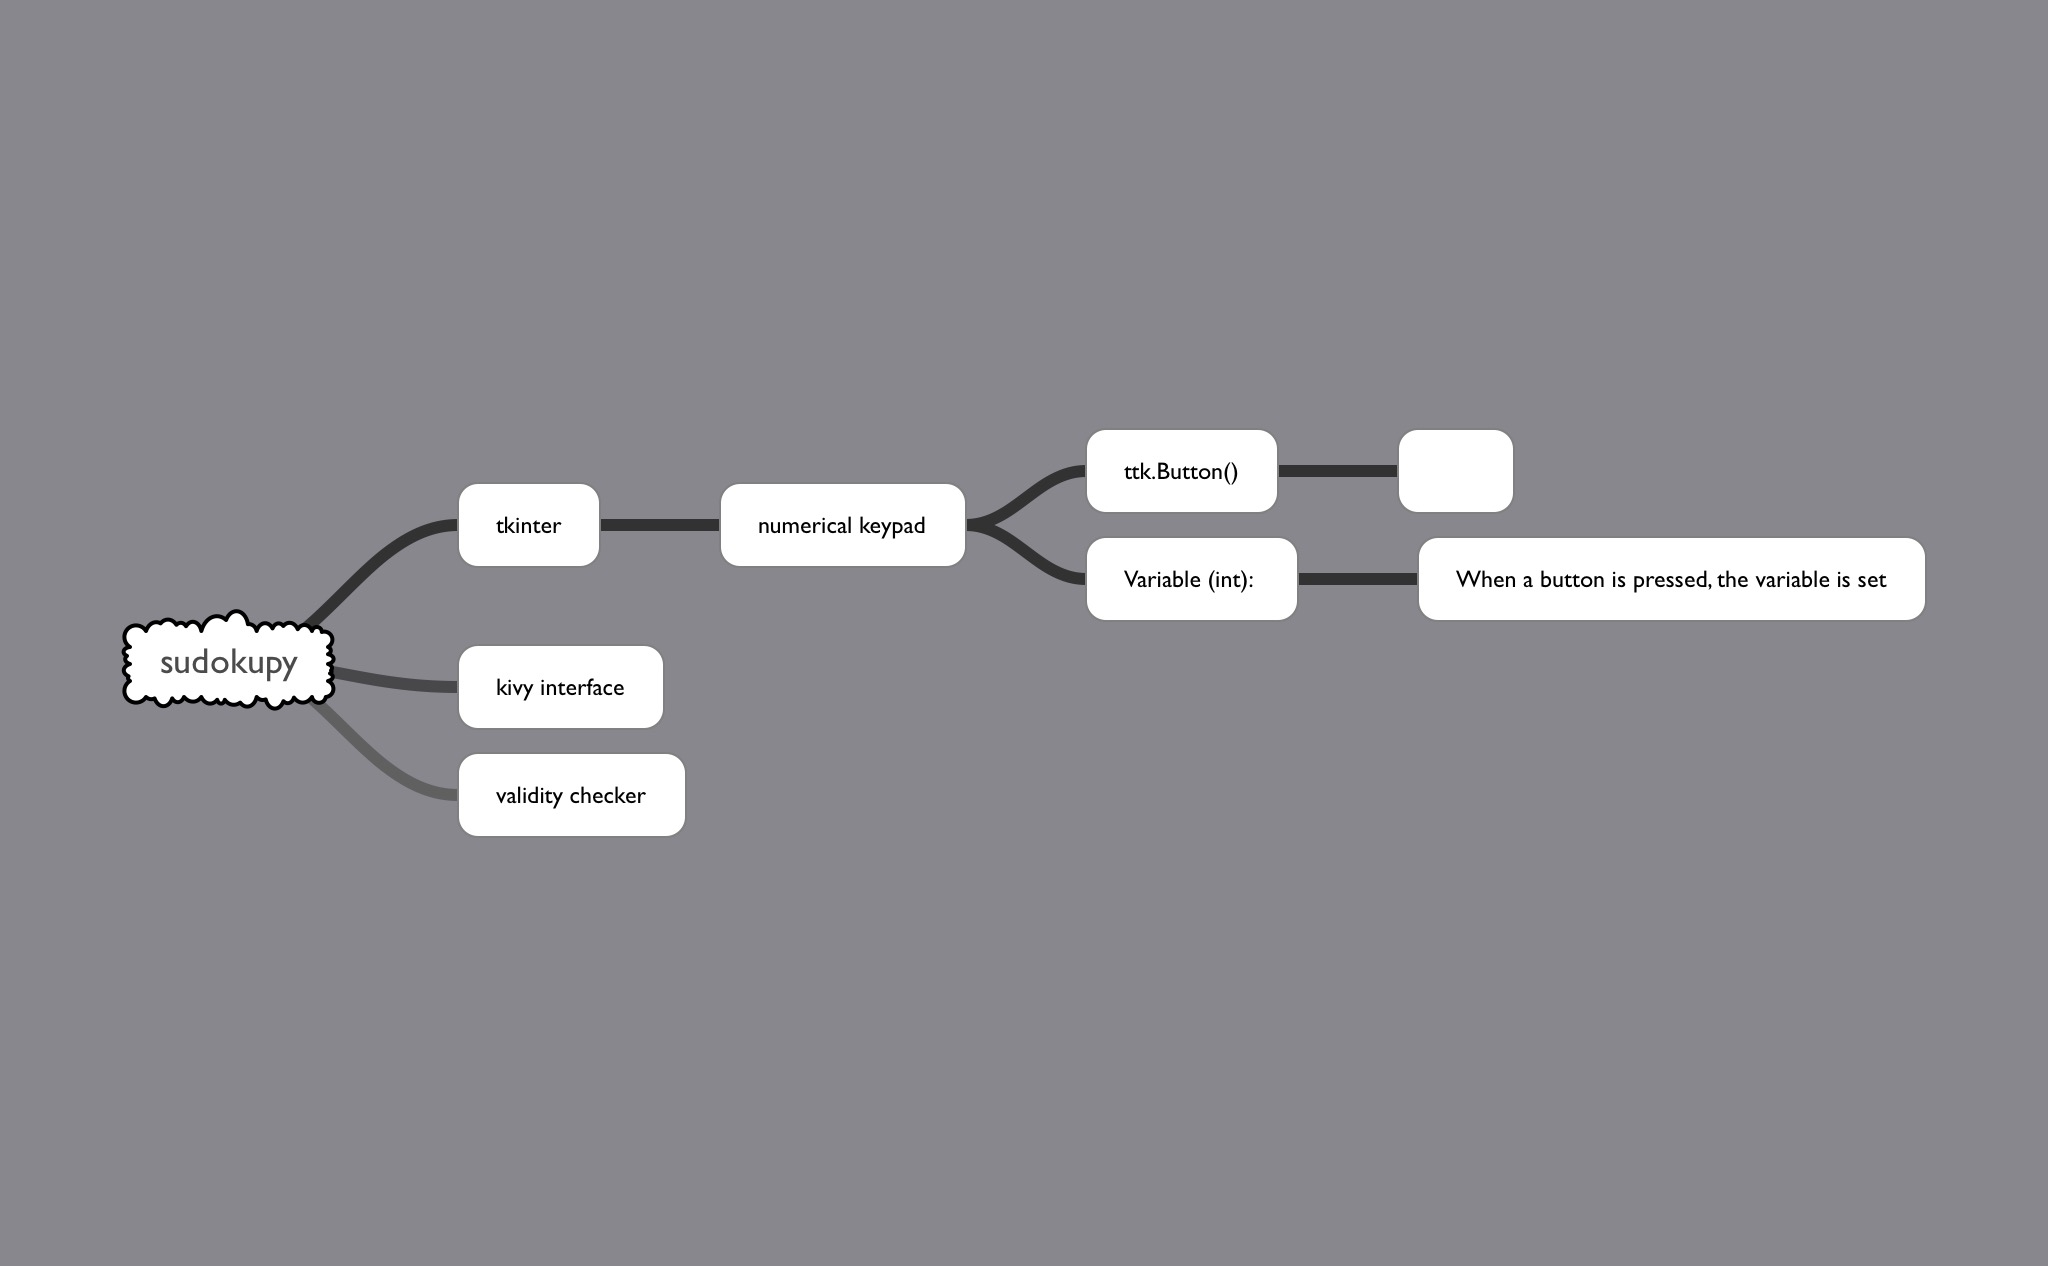 sudokupy
tkinter
numerical keypad
ttk.Button()
Variable (int):
When a button is pressed, the variable is set
kivy interface
validity checker